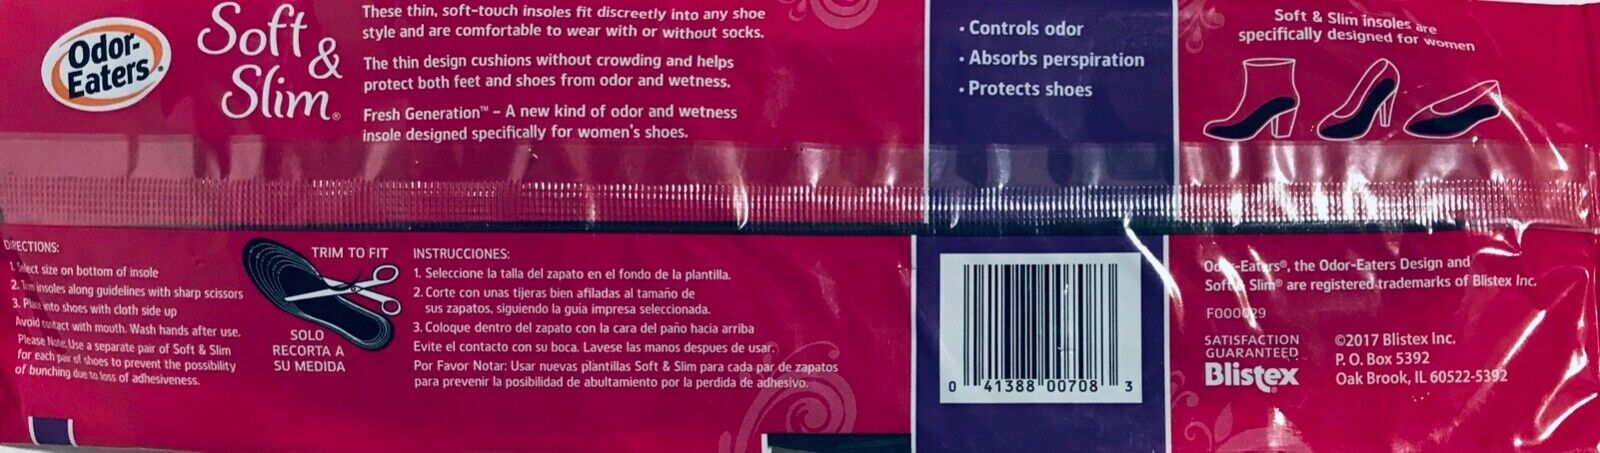 Odor-
Eaters®
Soft
&
Slim®
These thin, soft-touch insoles fit discreetly into any shoe
style and are comfortable to wear with or without socks.
The thin design cushions without crowding and helps
protect both feet and shoes from odor and wetness.
Fresh Generation™ – A new kind of odor and wetness
insole designed specifically for women's shoes.
• Controls odor
• Absorbs perspiration
• Protects shoes
Soft & Slim insoles are
specifically designed for women
DIRECTIONS:
1. Select size on bottom of insole
2. Trim insoles along guidelines with sharp scissors
3. Place into shoes with cloth side up
Avoid contact with mouth. Wash hands after use.
Please Note: Use a separate pair of Soft & Slim
for each pair of shoes to prevent the possibility
of bunching due to loss of adhesiveness.
TRIM TO FIT
SOLO
RECORTA A
SU MEDIDA
INSTRUCCIONES:
1. Seleccione la talla del zapato en el fondo de la plantilla.
2. Corte con unas tijeras bien afiladas al tamaño de
sus zapatos, siguiendo la guía impresa seleccionada.
3. Coloque dentro del zapato con la cara del paño hacia arriba
Evite el contacto con su boca. Lavese las manos despues de usar.
Por Favor Notar: Usar nuevas plantillas Soft & Slim para cada par de zapatos
para prevenir la posibilidad de abultamiento por la perdida de adhesivo.
0 41388 00708 3
Odor-Eaters®, the Odor-Eaters Design and
Soft & Slim® are registered trademarks of Blistex Inc.
SATISFACTION
GUARANTEED
Blistex
©2017 Blistex Inc.
P. O. Box 5392
Oak Brook, IL 60522-5392